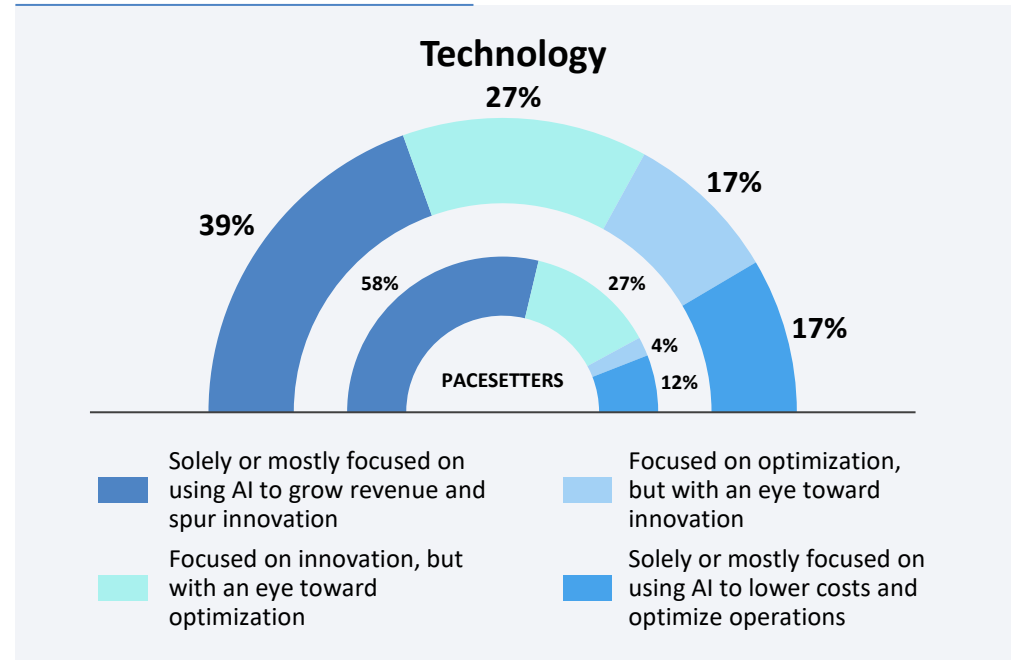 Technology
27%
39%
17%
17%
58%
27%
4%
12%
PACESETTERS
Solely or mostly focused on
using AI to grow revenue and
spur innovation
Focused on innovation, but
with an eye toward
optimization
Focused on optimization,
but with an eye toward
innovation
Solely or mostly focused on
using AI to lower costs and
optimize operations